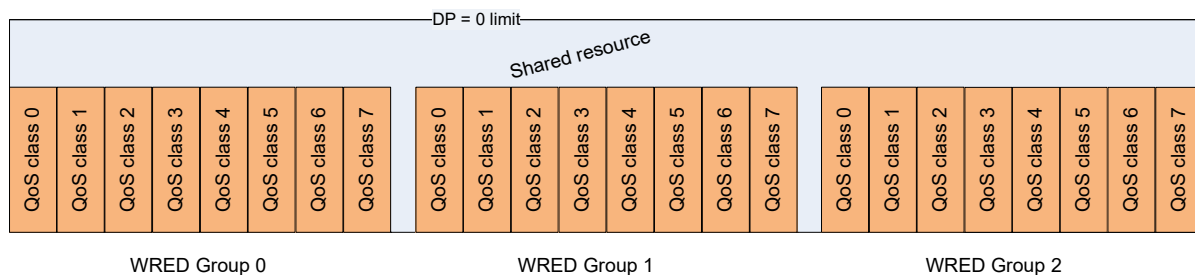 DP = 0 limit
Shared resource
QoS class 0
QoS class 1
QoS class 2
QoS class 3
QoS class 4
QoS class 5
QoS class 6
QoS class 7
QoS class 0
QoS class 1
QoS class 2
QoS class 3
QoS class 4
QoS class 5
QoS class 6
QoS class 7
QoS class 0
QoS class 1
QoS class 2
QoS class 3
QoS class 4
QoS class 5
QoS class 6
QoS class 7
WRED Group 0
WRED Group 1
WRED Group 2